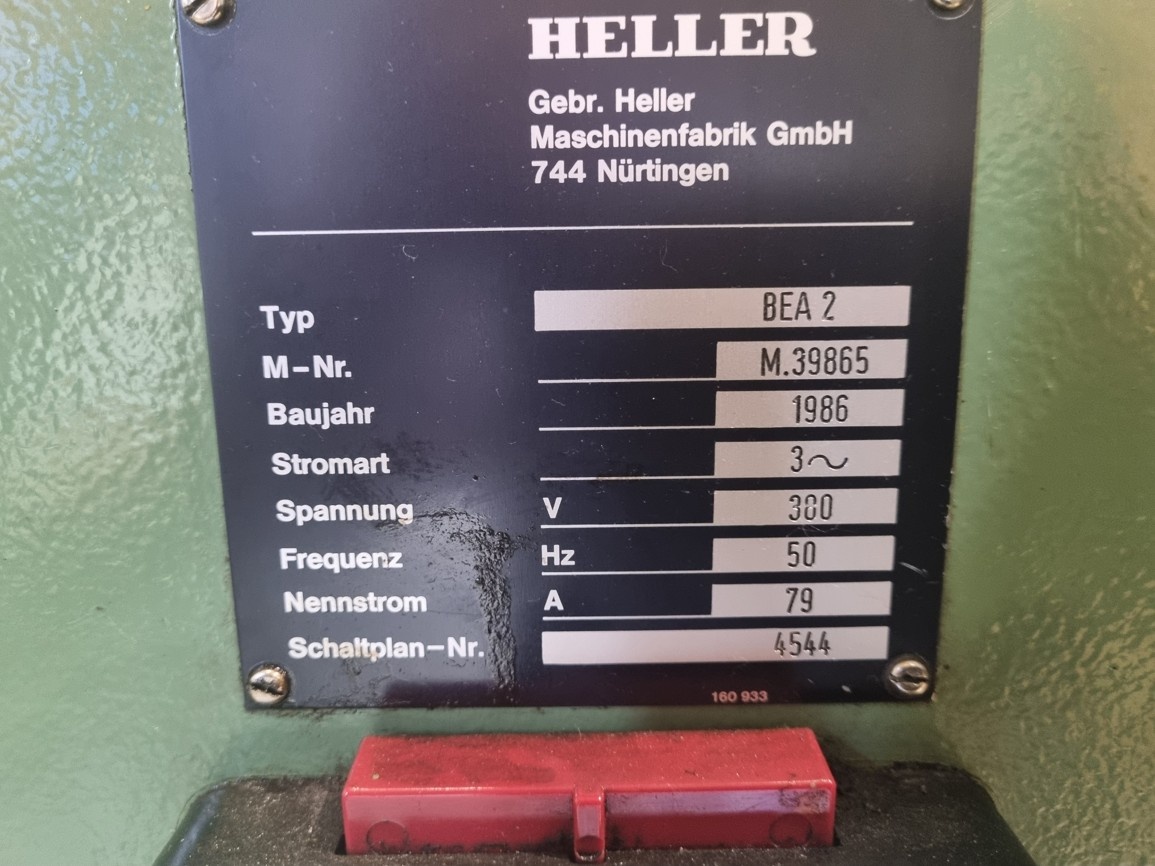 HELLER
Gebr. Heller
Maschinenfabrik GmbH
744 Nürtingen
Typ BEA 2
M-Nr. M.39865
Baujahr 1986
Stromart 3~
Spannung V 380
Frequenz Hz 50
Nennstrom A 79
Schaltplan-Nr. 4544
160 933